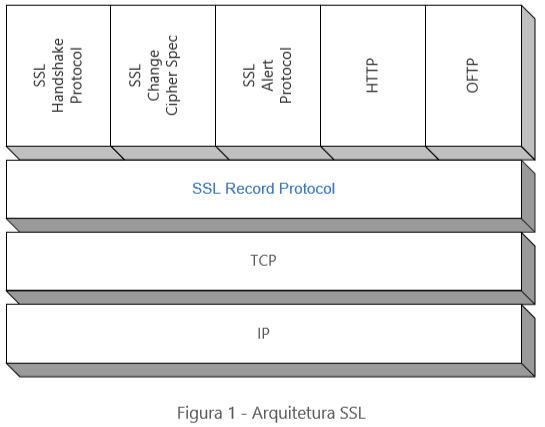 SSL
Handshake
Protocol
SSL
Change
Cipher Spec
SSL
Alert
Protocol
HTTP
OFTP
SSL Record Protocol
TCP
IP
Figura 1 - Arquitetura SSL